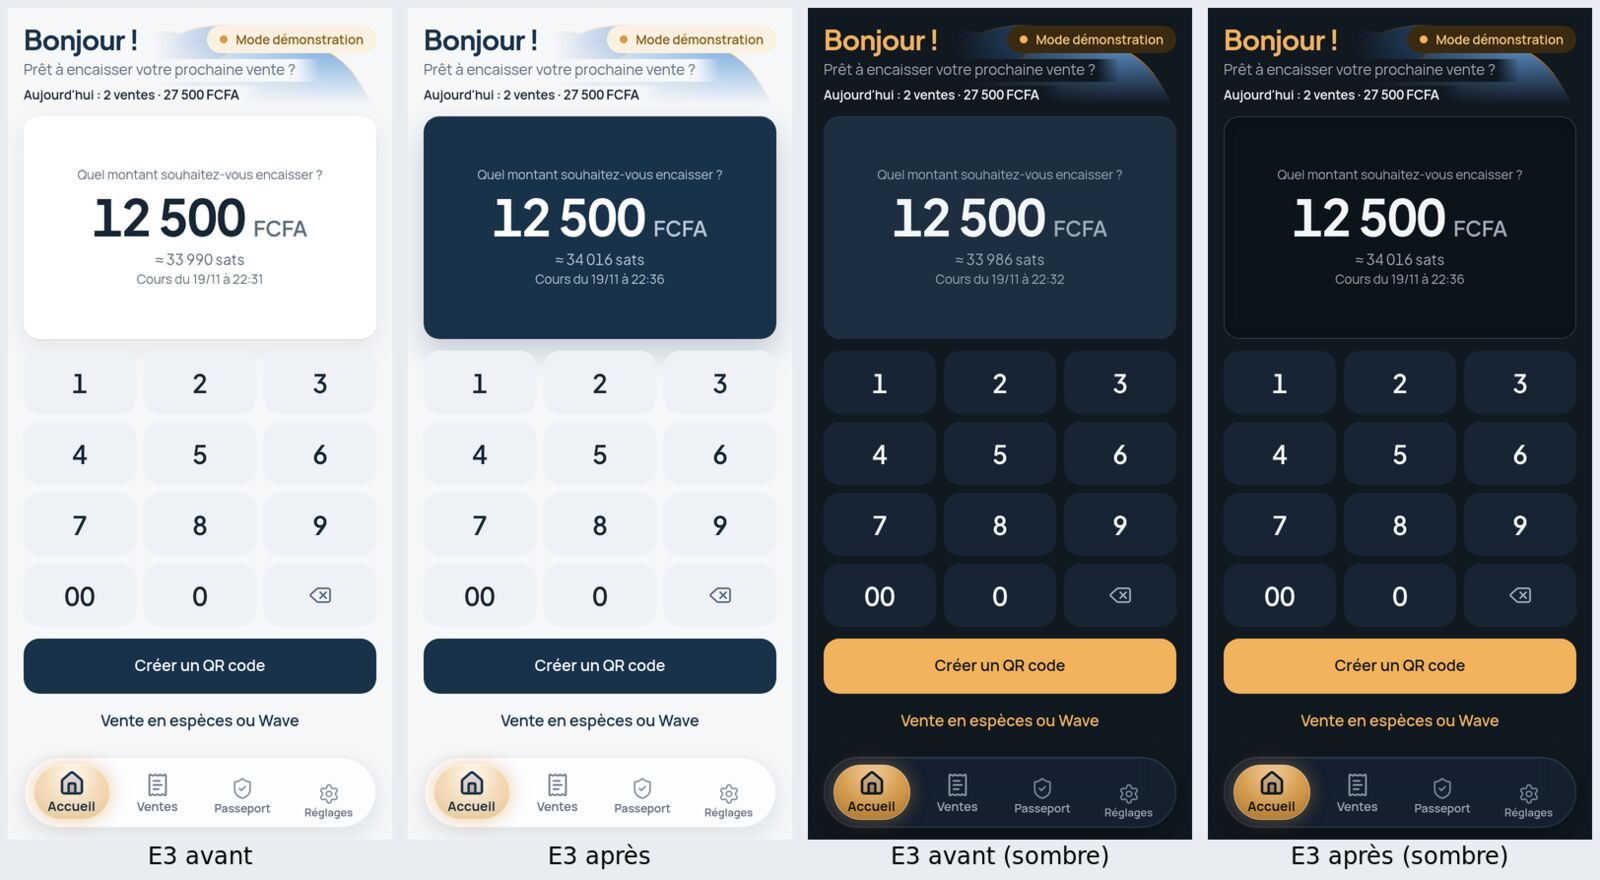 Bonjour !
Mode démonstration
Prêt à encaisser votre prochaine vente ?
Aujourd'hui : 2 ventes · 27 500 FCFA
Quel montant souhaitez-vous encaisser ?
12 500 FCFA
≈ 33 990 sats
Cours du 19/11 à 22:31
1 2 3
4 5 6
7 8 9
00 0
Créer un QR code
Vente en espèces ou Wave
Accueil Ventes Passeport Réglages
E3 avant
Bonjour !
Mode démonstration
Prêt à encaisser votre prochaine vente ?
Aujourd'hui : 2 ventes · 27 500 FCFA
Quel montant souhaitez-vous encaisser ?
12 500 FCFA
≈ 34 016 sats
Cours du 19/11 à 22:36
1 2 3
4 5 6
7 8 9
00 0
Créer un QR code
Vente en espèces ou Wave
Accueil Ventes Passeport Réglages
E3 après
Bonjour !
Mode démonstration
Prêt à encaisser votre prochaine vente ?
Aujourd'hui : 2 ventes · 27 500 FCFA
Quel montant souhaitez-vous encaisser ?
12 500 FCFA
≈ 33 986 sats
Cours du 19/11 à 22:32
1 2 3
4 5 6
7 8 9
00 0
Créer un QR code
Vente en espèces ou Wave
Accueil Ventes Passeport Réglages
E3 avant (sombre)
Bonjour !
Mode démonstration
Prêt à encaisser votre prochaine vente ?
Aujourd'hui : 2 ventes · 27 500 FCFA
Quel montant souhaitez-vous encaisser ?
12 500 FCFA
≈ 34 016 sats
Cours du 19/11 à 22:36
1 2 3
4 5 6
7 8 9
00 0
Créer un QR code
Vente en espèces ou Wave
Accueil Ventes Passeport Réglages
E3 après (sombre)